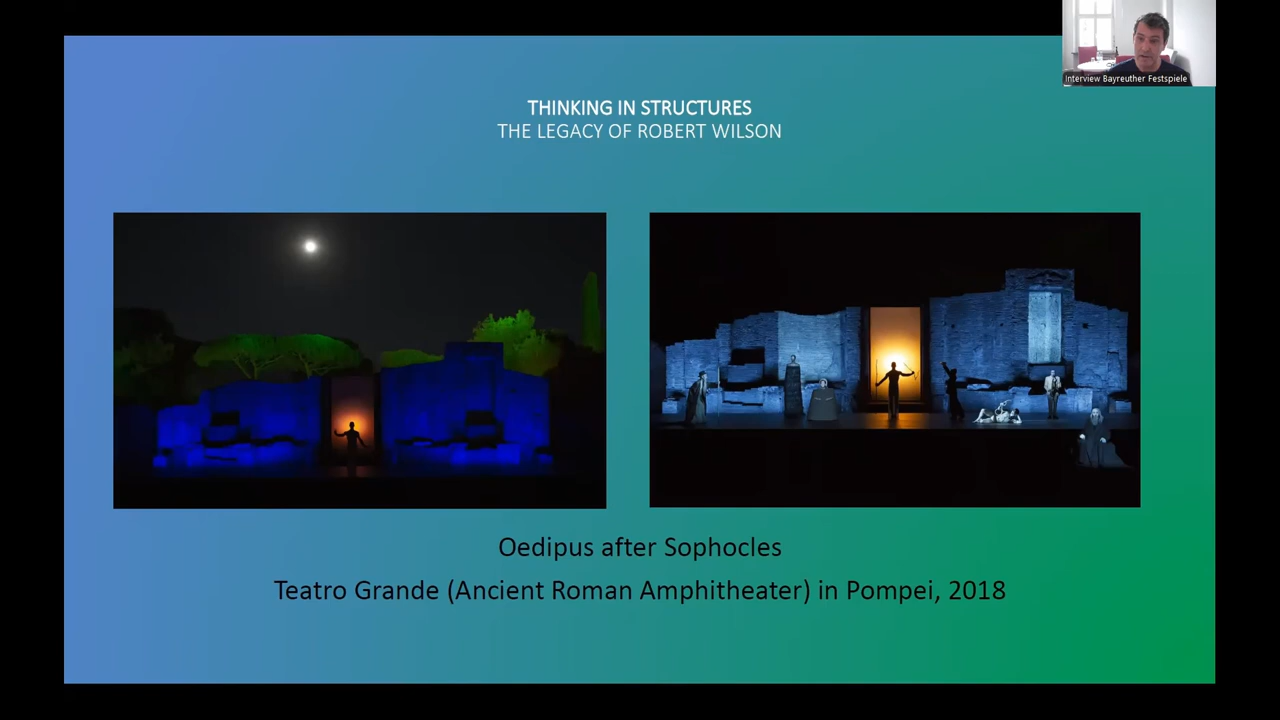 Interview Bayreuther Festspiele
THINKING IN STRUCTURES
THE LEGACY OF ROBERT WILSON
Oedipus after Sophocles
Teatro Grande (Ancient Roman Amphitheater) in Pompei, 2018